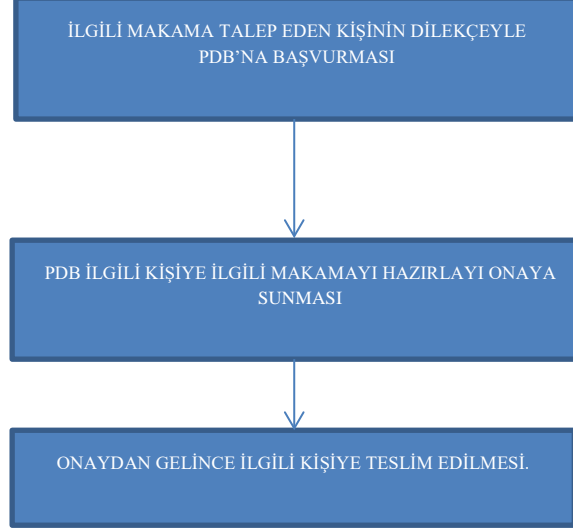 İLGİLİ MAKAMA TALEP EDEN KİŞİNİN DİLEKÇEYLE
PDB’NA BAŞVURMASI
PDB İLGİLİ KİŞİYE İLGİLİ MAKAMAYI HAZIRLAYI ONAYA
SUNMASI
ONAYDAN GELİNCE İLGİLİ KİŞİYE TESLİM EDİLMESİ.